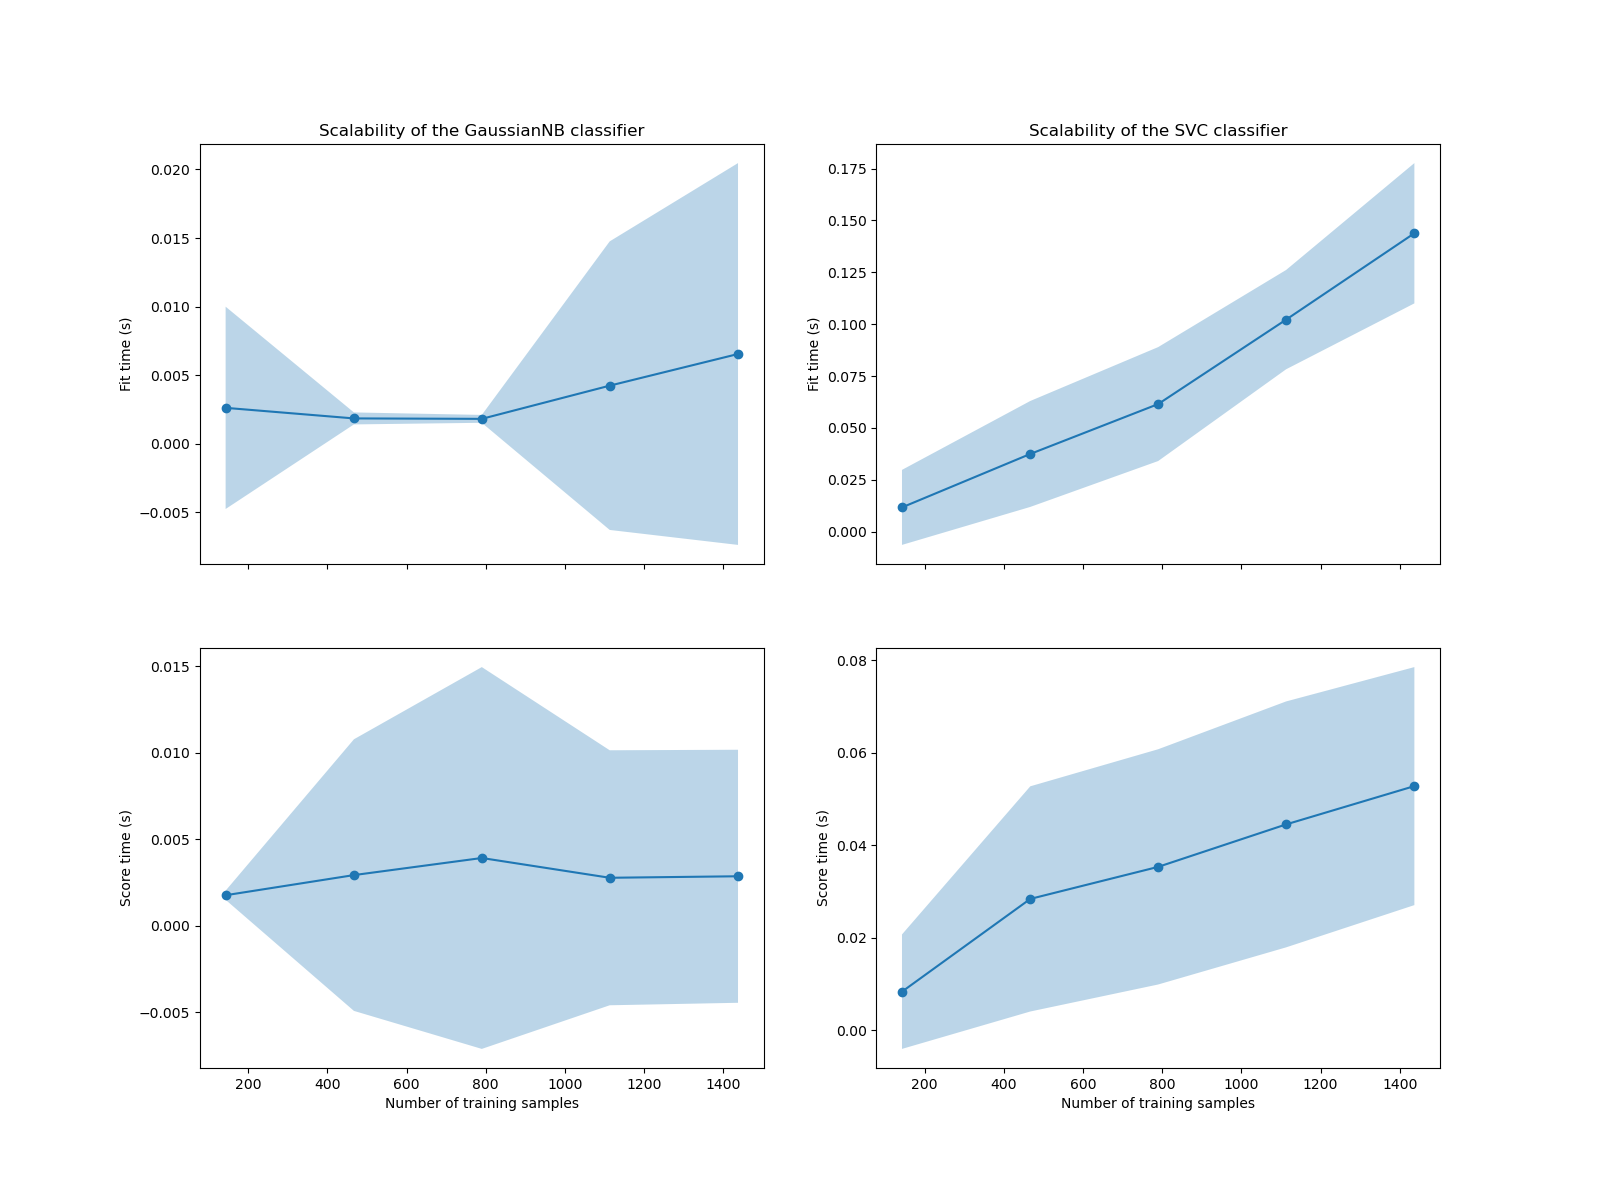 Scalability of the GaussianNB classifier
0.020
0.015
0.010
0.005
0.000
−0.005
Fit time (s)
Scalability of the SVC classifier
0.175
0.150
0.125
0.100
0.075
0.050
0.025
0.000
Fit time (s)
0.015
0.010
0.005
0.000
−0.005
Score time (s)
200 400 600 800 1000 1200 1400
Number of training samples
0.08
0.06
0.04
0.02
0.00
Score time (s)
200 400 600 800 1000 1200 1400
Number of training samples